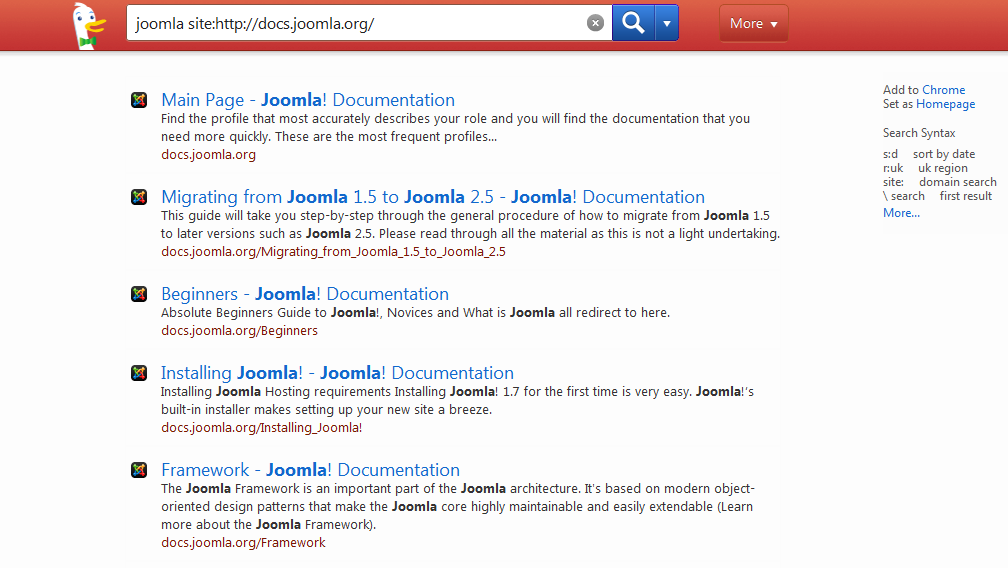 joomla site:http://docs.joomla.org/
More
Main Page - Joomla! Documentation
Find the profile that most accurately describes your role and you will find the documentation that you
need more quickly. These are the most frequent profiles...
docs.joomla.org
Migrating from Joomla 1.5 to Joomla 2.5 - Joomla! Documentation
This guide will take you step-by-step through the general procedure of how to migrate from Joomla 1.5
to later versions such as Joomla 2.5. Please read through all the material as this is not a light undertaking.
docs.joomla.org/Migrating_from_Joomla_1.5_to_Joomla_2.5
Beginners - Joomla! Documentation
Absolute Beginners Guide to Joomla!, Novices and What is Joomla all redirect to here.
docs.joomla.org/Beginners
Installing Joomla! - Joomla! Documentation
Installing Joomla Hosting requirements Installing Joomla! 1.7 for the first time is very easy. Joomla!'s
built-in installer makes setting up your new site a breeze.
docs.joomla.org/Installing_Joomla!
Framework - Joomla! Documentation
The Joomla Framework is an important part of the Joomla architecture. It's based on modern object-
oriented design patterns that make the Joomla core highly maintainable and easily extendable (Learn
more about the Joomla Framework).
docs.joomla.org/Framework
Add to Chrome
Set as Homepage
Search Syntax
s:d sort by date
r:uk uk region
site: domain search
\ search first result
More...